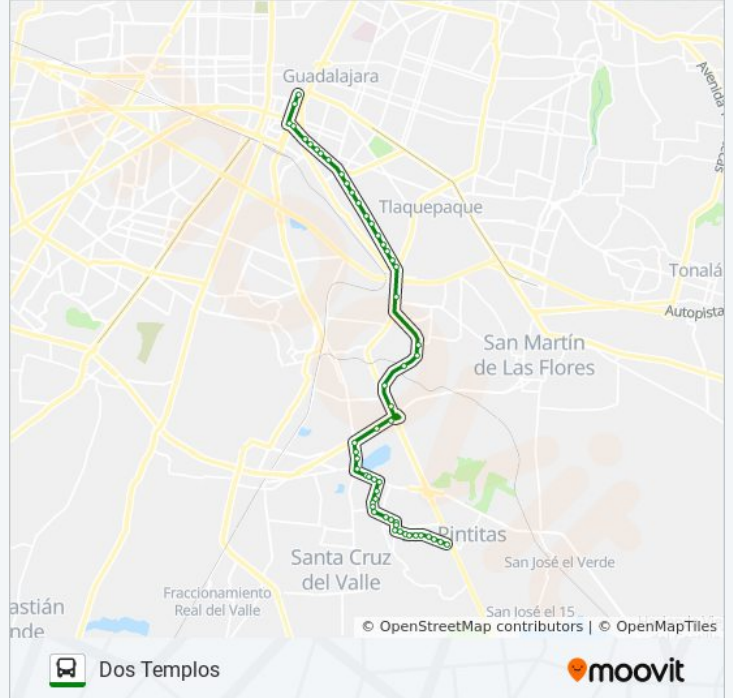 Guadalajara
Avenida
Tlaquepaque
Tonalá
Autopista
San Martín
de Las Flores
Pintitas
Santa Cruz
del Valle
San José el Verde
Fraccionamiento
Real del Valle
San José el 15
astián
nde
© OpenStreetMap contributors | © OpenMapTiles
Dos Templos
moovit